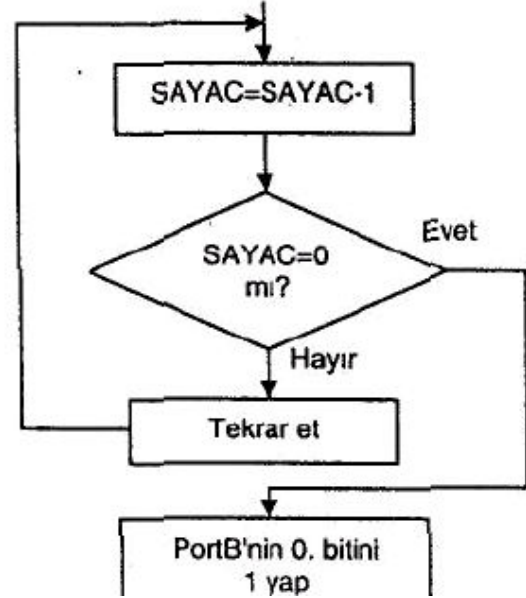 SAYAC=SAYAC-1
SAYAC=0
mı?
Evet
Hayır
Tekrar et
PortB'nin 0. bitini
1 yap